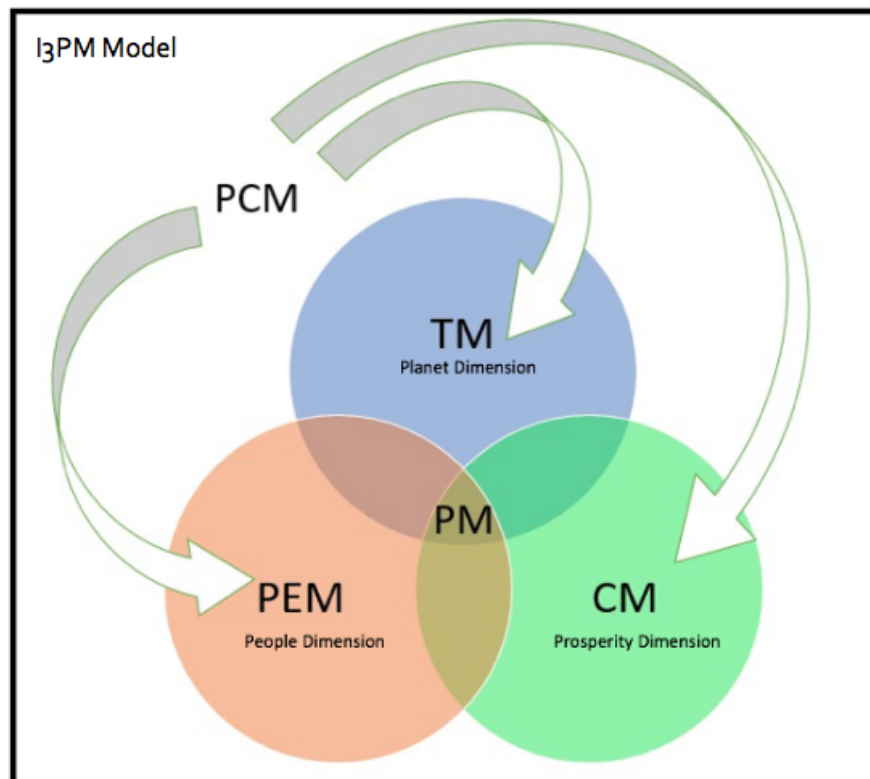 I3PM Model
PCM
TM
Planet Dimension
PM
PEM
People Dimension
CM
Prosperity Dimension